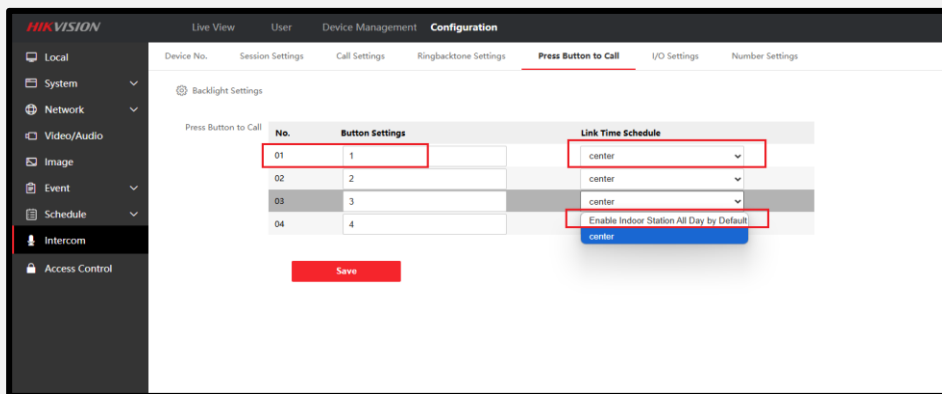 HIKVISION Live View User Device Management Configuration
Local Device No. Session Settings Call Settings Ringbacktone Settings Press Button to Call I/O Settings Number Settings
System
Backlight Settings
Network
Press Button to Call No. Button Settings Link Time Schedule
Video/Audio
01 1 center
Image
02 2 center
Event
03 3 center
Schedule
Enable Indoor Station All Day by Default
04 4
center
Intercom
Access Control
Save